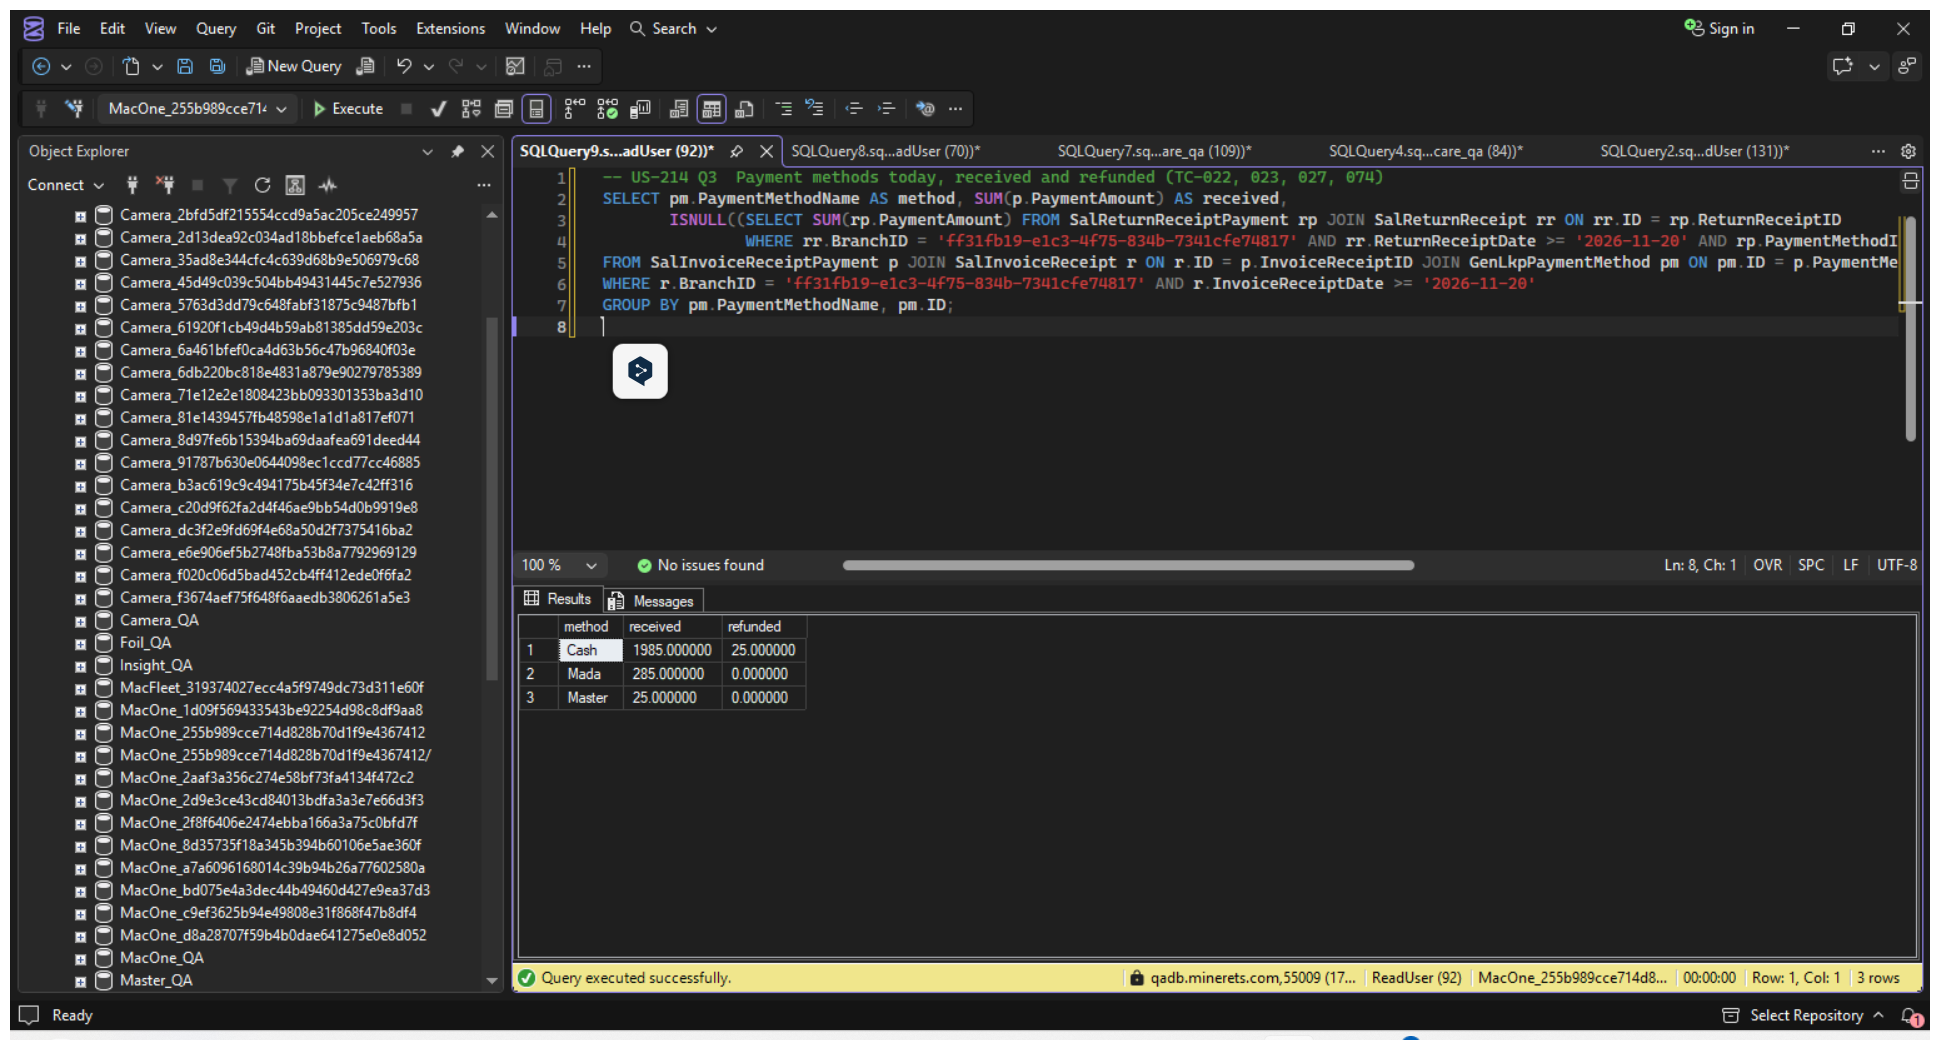 File Edit View Query Git Project Tools Extensions Window Help Search Sign in
New Query
MacOne_255b989cce714 Execute
Object Explorer
Connect
Camera_2bfd5df215554ccd9a5ac205ce249957
Camera_2d13dea92c034ad18bbefce1aeb68a5a
Camera_35ad8e344cfc4c639d68b9e506979c68
Camera_45d49c039c504bb49431445c7e527936
Camera_5763d3dd79c648fabf31875c9487bfb1
Camera_61920f1cb49d4b59ab81385dd59e203c
Camera_6a461bfef0ca4d63b56c47b96840f03e
Camera_6db220bc818e4831a879e90279785389
Camera_71e12e2e1808423bb093301353ba3d10
Camera_81e1439457fb48598e1a1d1a817ef071
Camera_8d97fe6b15394ba69daafea691deed44
Camera_91787b630e0644098ec1ccd77cc46885
Camera_b3ac619c9c494175b45f34e7c42ff316
Camera_c20d9f62fa2d4f46ae9bb54d0b9919e8
Camera_dc3f2e9fd69f4e68a50d2f7375416ba2
Camera_e6e906ef5b2748fba53b8a7792969129
Camera_f020c06d5bad452cb4ff412ede0f6fa2
Camera_f3674aef75f648f6aaedb3806261a5e3
Camera_QA
Foil_QA
Insight_QA
MacFleet_319374027ecc4a5f9749dc73d311e60f
MacOne_1d09f569433543be92254d98c8df9aa8
MacOne_255b989cce714d828b70d1f9e4367412
MacOne_255b989cce714d828b70d1f9e4367412/
MacOne_2aaf3a356c274e58bf73fa4134f472c2
MacOne_2d9e3ce43cd84013bdfa3a3e7e66d3f3
MacOne_2f8f6406e2474ebba166a3a75c0bfd7f
MacOne_8d35735f18a345b394b60106e5ae360f
MacOne_a7a6096168014c39b94b26a77602580a
MacOne_bd075e4a3dec44b49460d427e9ea37d3
MacOne_c9ef3625b94e49808e31f868f47b8df4
MacOne_d8a28707f59b4b0dae641275e0e8d052
MacOne_QA
Master_QA
SQLQuery9.s...adUser (92))* SQLQuery8.sq...adUser (70))* SQLQuery7.sq...are_qa (109))* SQLQuery4.sq...care_qa (84))* SQLQuery2.sq...dUser (131))*
1 -- US-214 Q3  Payment methods today, received and refunded (TC-022, 023, 027, 074)
2 SELECT pm.PaymentMethodName AS method, SUM(p.PaymentAmount) AS received,
3 ISNULL((SELECT SUM(rp.PaymentAmount) FROM SalReturnReceiptPayment rp JOIN SalReturnReceipt rr ON rr.ID = rp.ReturnReceiptID
4 WHERE rr.BranchID = 'ff31fb19-e1c3-4f75-834b-7341cfe74817' AND rr.ReturnReceiptDate >= '2026-11-20' AND rp.PaymentMethodI
5 FROM SalInvoiceReceiptPayment p JOIN SalInvoiceReceipt r ON r.ID = p.InvoiceReceiptID JOIN GenLkpPaymentMethod pm ON pm.ID = p.PaymentMe
6 WHERE r.BranchID = 'ff31fb19-e1c3-4f75-834b-7341cfe74817' AND r.InvoiceReceiptDate >= '2026-11-20'
7 GROUP BY pm.PaymentMethodName, pm.ID;
8
100 % No issues found Ln: 8, Ch: 1 OVR SPC LF UTF-8
Results Messages
method received refunded
1 Cash 1985.000000 25.000000
2 Mada 285.000000 0.000000
3 Master 25.000000 0.000000
Query executed successfully. qadb.minerets.com,55009 (17... ReadUser (92) MacOne_255b989cce714d8... 00:00:00 Row: 1, Col: 1 3 rows
Ready Select Repository 1